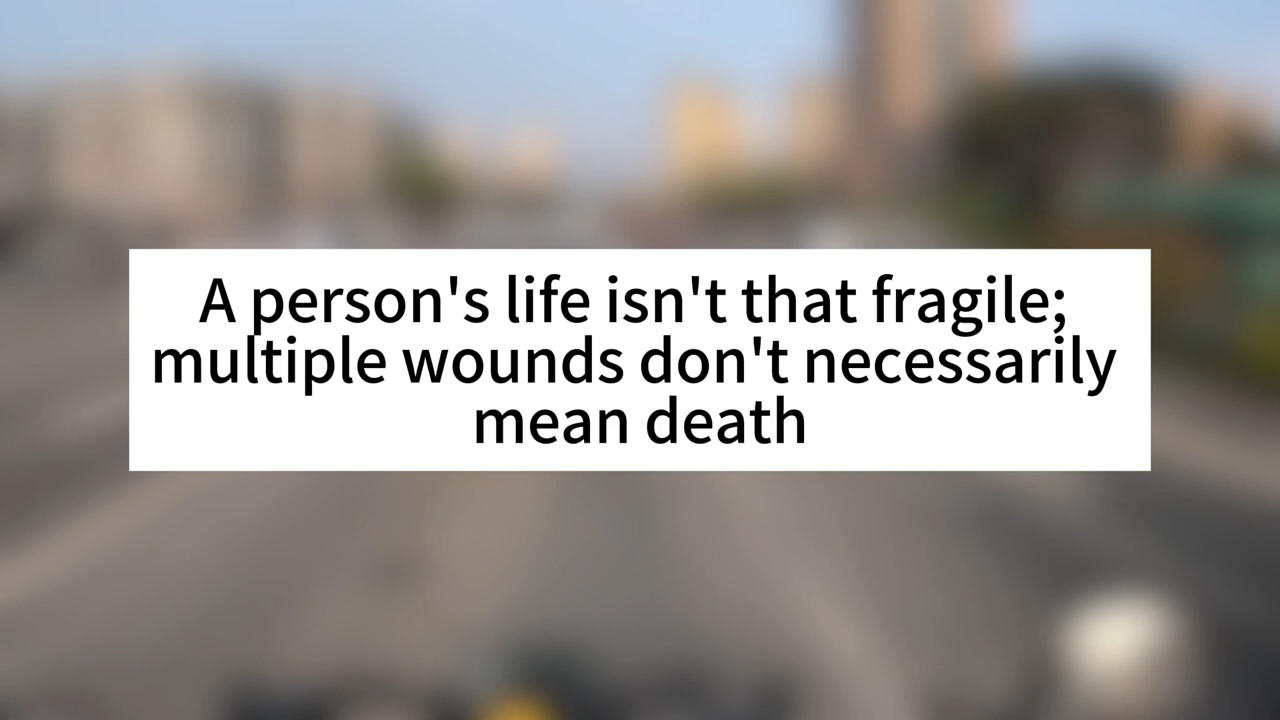 A person's life isn't that fragile;
multiple wounds don't necessarily
mean death